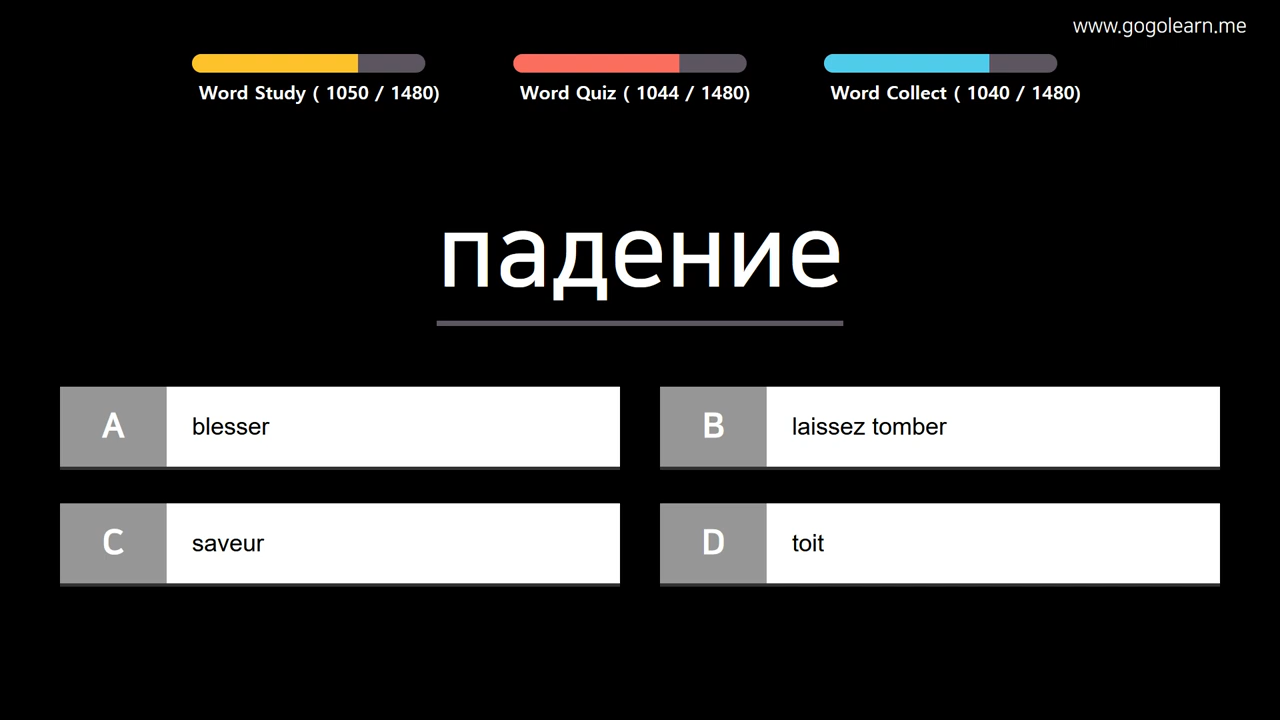 www.gogolearn.me
Word Study ( 1050 / 1480)
Word Quiz ( 1044 / 1480)
Word Collect ( 1040 / 1480)
падение
A blesser
B laissez tomber
C saveur
D toit